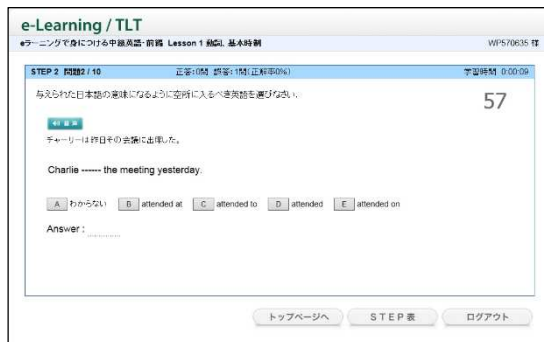 e-Learning / TLT
eラーニングで身につける中級英語-前編 Lesson 1 動詞、基本時制 WP570635 様
STEP 2 問題2 / 10 正答:0問 誤答:1問(正解率0%) 学習時間 0:00:09
与えられた日本語の意味になるように空所に入るべき英語を選びなさい。
57
音声
チャーリーは昨日その会議に出席した。
Charlie ------ the meeting yesterday.
A わからない B attended at C attended to D attended E attended on
Answer :
トップページへ STEP表 ログアウト